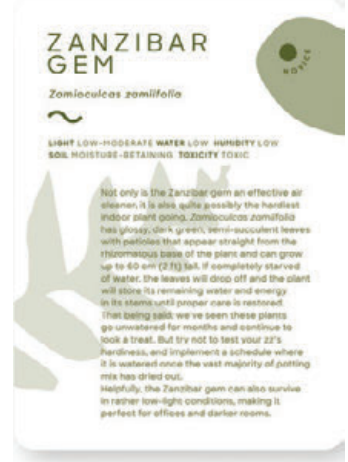 ZANZIBAR
GEM
NOVICE
Zamioculcas zamiifolia
LIGHT LOW–MODERATE WATER LOW HUMIDITY LOW
SOIL MOISTURE-RETAINING TOXICITY TOXIC
Not only is the Zanzibar gem an effective air
cleaner, it is also quite possibly the hardiest
indoor plant going. Zamioculcas zamiifolia
has glossy, dark green, semi-succulent leaves
with petioles that appear straight from the
rhizomatous base of the plant and can grow
up to 60 cm (2 ft) tall. If completely starved
of water, the leaves will drop off and the plant
will store its remaining water and energy
in its stems until proper care is restored.
That being said, we've seen these plants
go unwatered for months and continue to
look a treat. But try not to test your zz's
hardiness, and implement a schedule where
it is watered once the vast majority of potting
mix has dried out.
Helpfully, the Zanzibar gem can also survive
in rather low-light conditions, making it
perfect for offices and darker rooms.